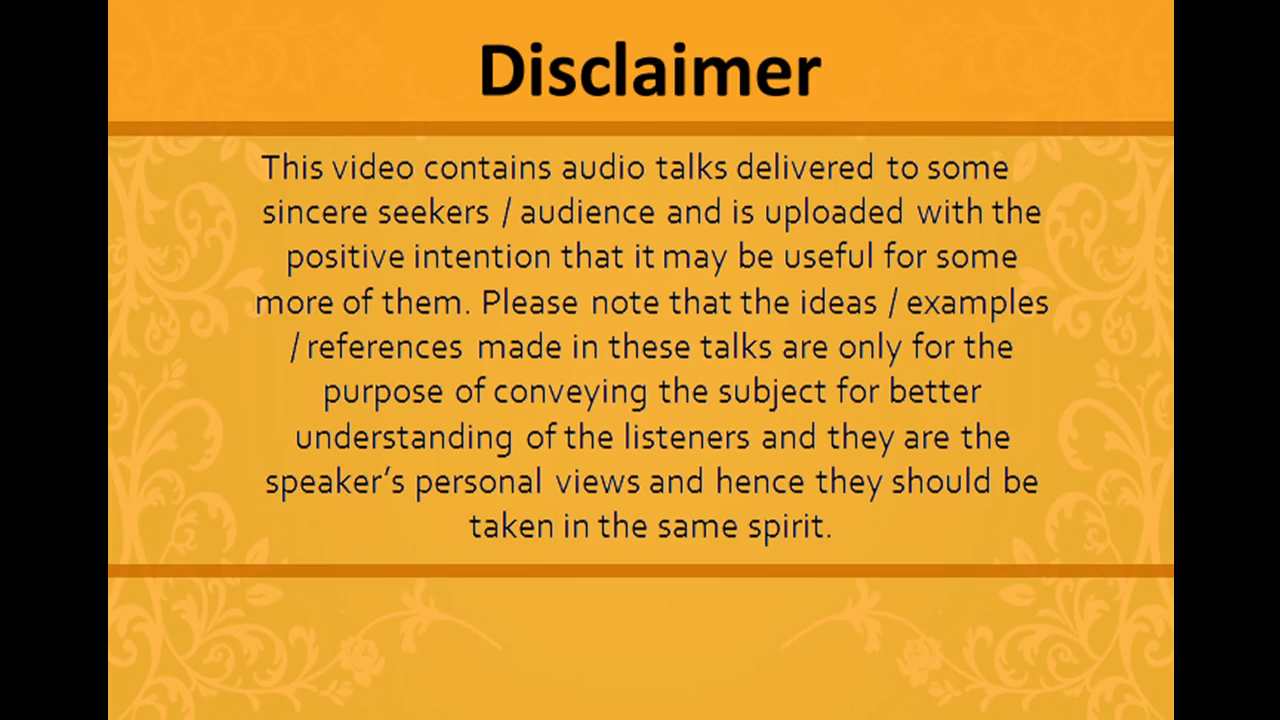 Disclaimer
This video contains audio talks delivered to some
sincere seekers / audience and is uploaded with the
positive intention that it may be useful for some
more of them. Please note that the ideas / examples
/ references made in these talks are only for the
purpose of conveying the subject for better
understanding of the listeners and they are the
speaker’s personal views and hence they should be
taken in the same spirit.